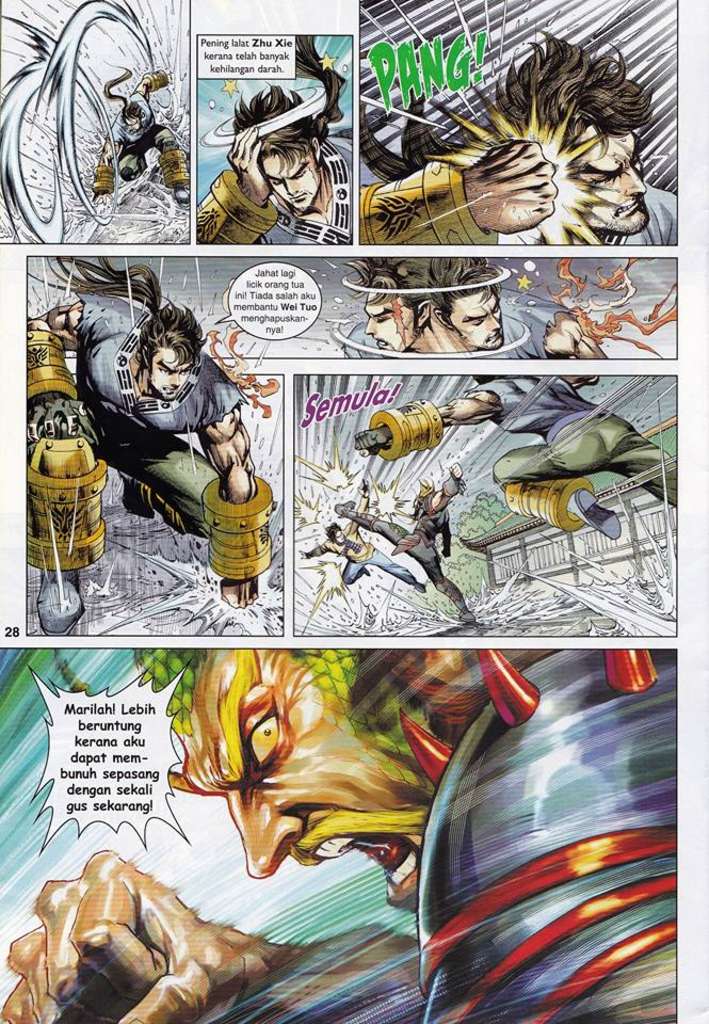 Pening lalat Zhu Xie
kerana telah banyak
kehilangan darah.
PANG!
Jahat lagi
licik orang tua
ini! Tiada salah aku
membantu Wei Tuo
menghapuskan-
nya!
Semula!
28
Marilah! Lebih
beruntung
kerana aku
dapat mem-
bunuh sepasang
dengan sekali
gus sekarang!